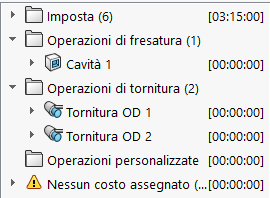 Imposta (6) [03:15:00]
Operazioni di fresatura (1)
Cavità 1 [00:00:00]
Operazioni di tornitura (2)
Tornitura OD 1 [00:00:00]
Tornitura OD 2 [00:00:00]
Operazioni personalizzate [00:00:00]
Nessun costo assegnato (...[00:00:00]